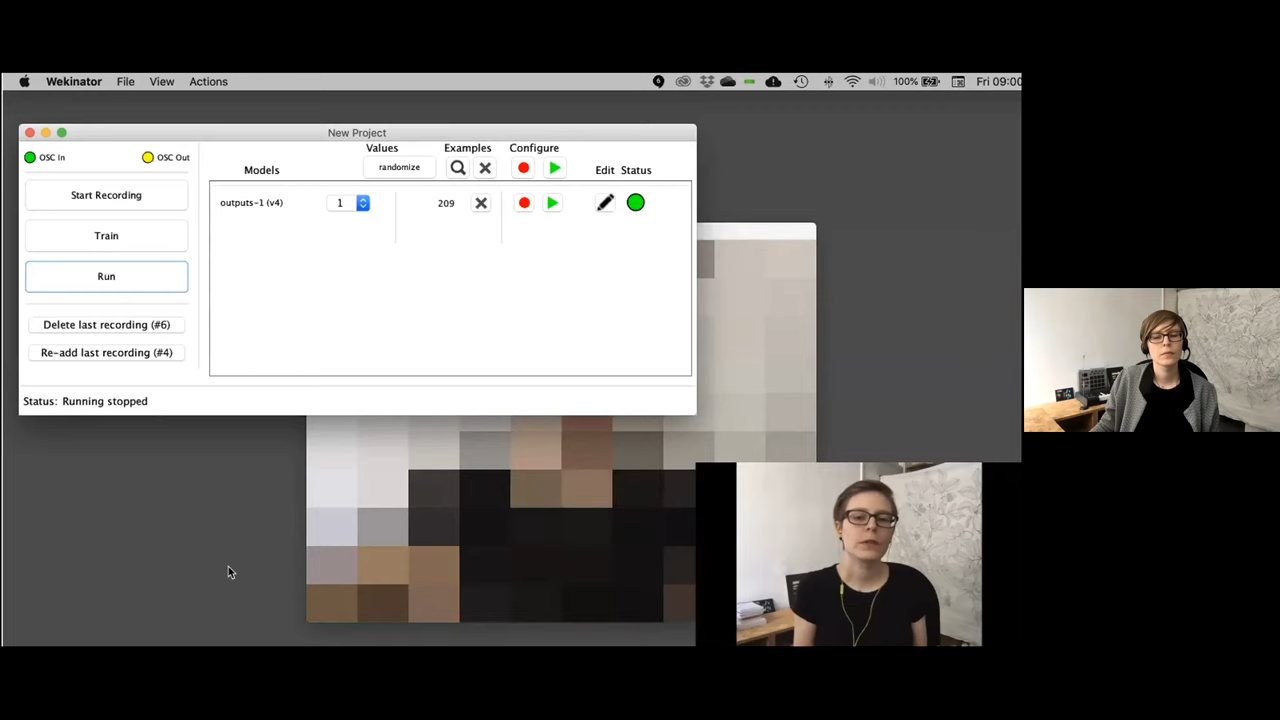 Wekinator File View Actions 100% Fri 09:00
New Project
OSC In OSC Out
Values Examples Configure
Models randomize Edit Status
Start Recording
outputs-1 (v4) 1 209
Train
Run
Delete last recording (#6)
Re-add last recording (#4)
Status: Running stopped